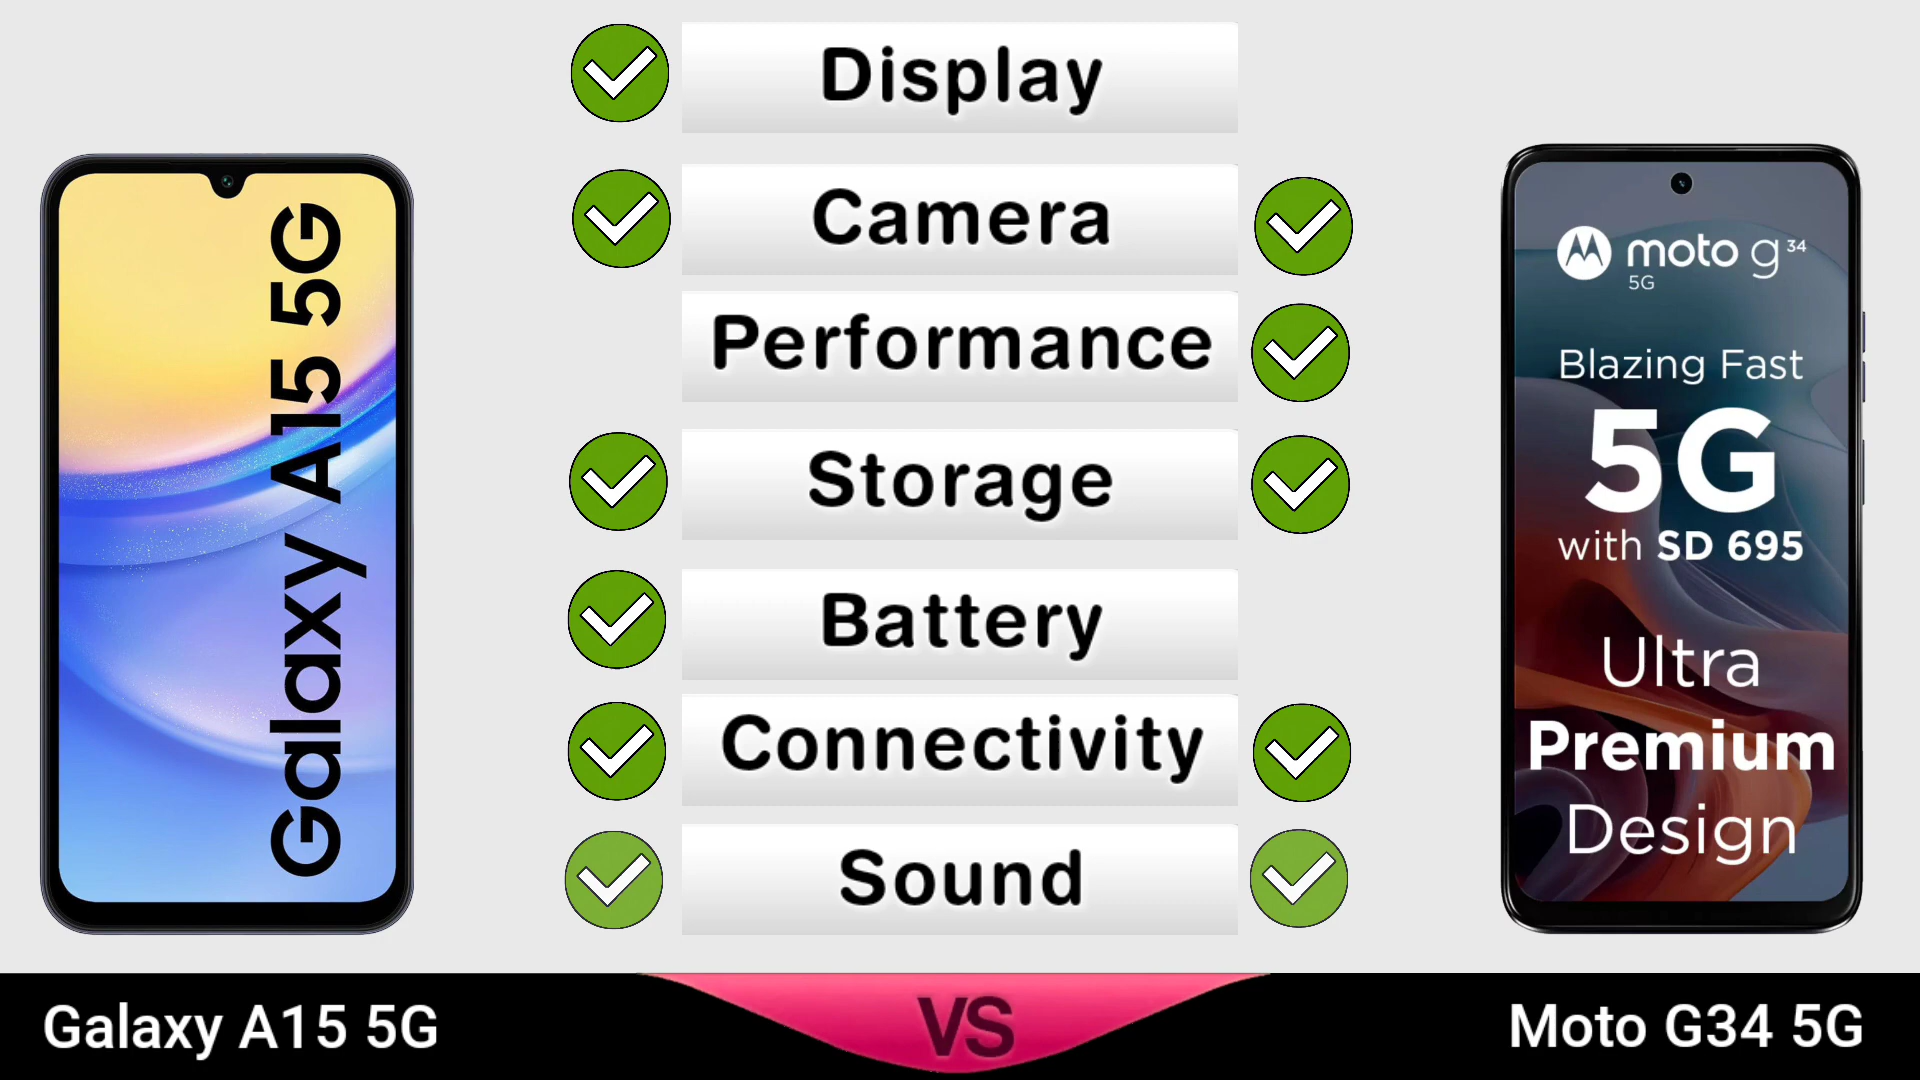 Display
Camera
Performance
Storage
Battery
Connectivity
Sound
Galaxy A15 5G
moto g34
5G
Blazing Fast
5G
with SD 695
Ultra
Premium
Design
Galaxy A15 5G
VS
Moto G34 5G